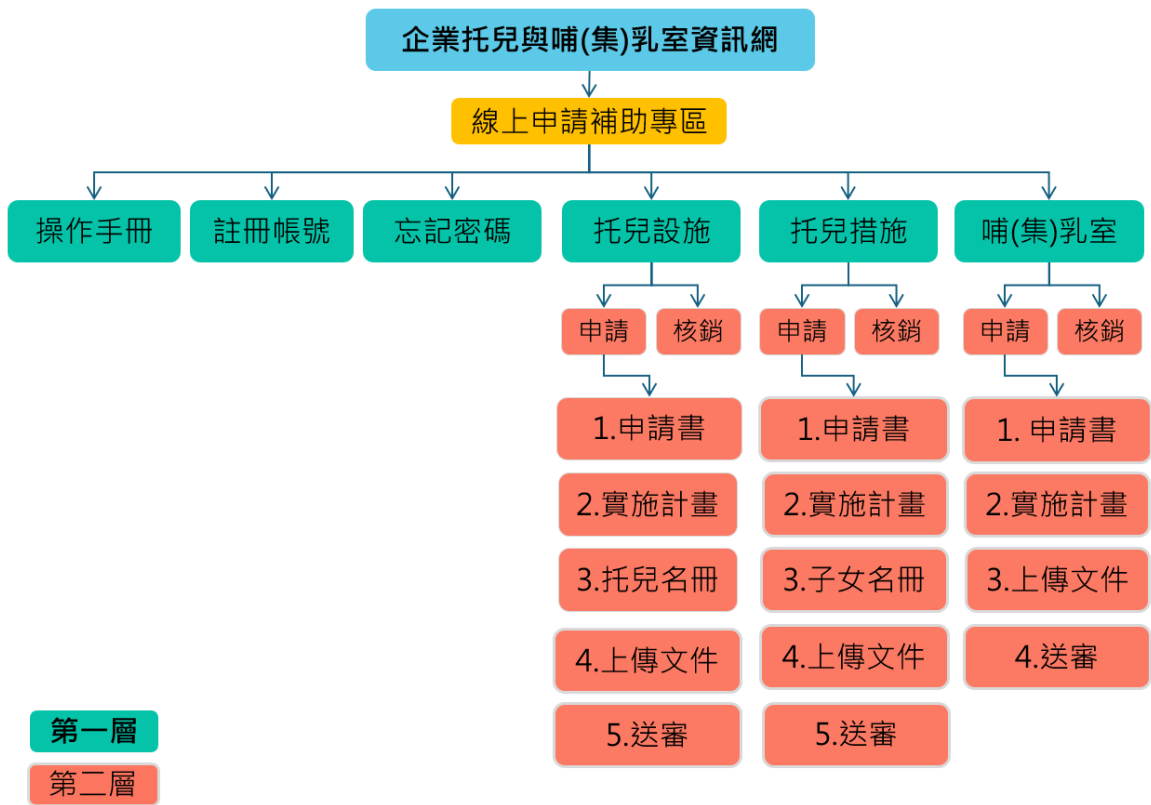 企業托兒與哺(集)乳室資訊網
線上申請補助專區
操作手冊
註冊帳號
忘記密碼
托兒設施
托兒措施
哺(集)乳室
申請
核銷
申請
核銷
申請
核銷
1.申請書
2.實施計畫
3.托兒名冊
4.上傳文件
5.送審
1.申請書
2.實施計畫
3.子女名冊
4.上傳文件
5.送審
1. 申請書
2.實施計畫
3.上傳文件
4.送審
第一層
第二層